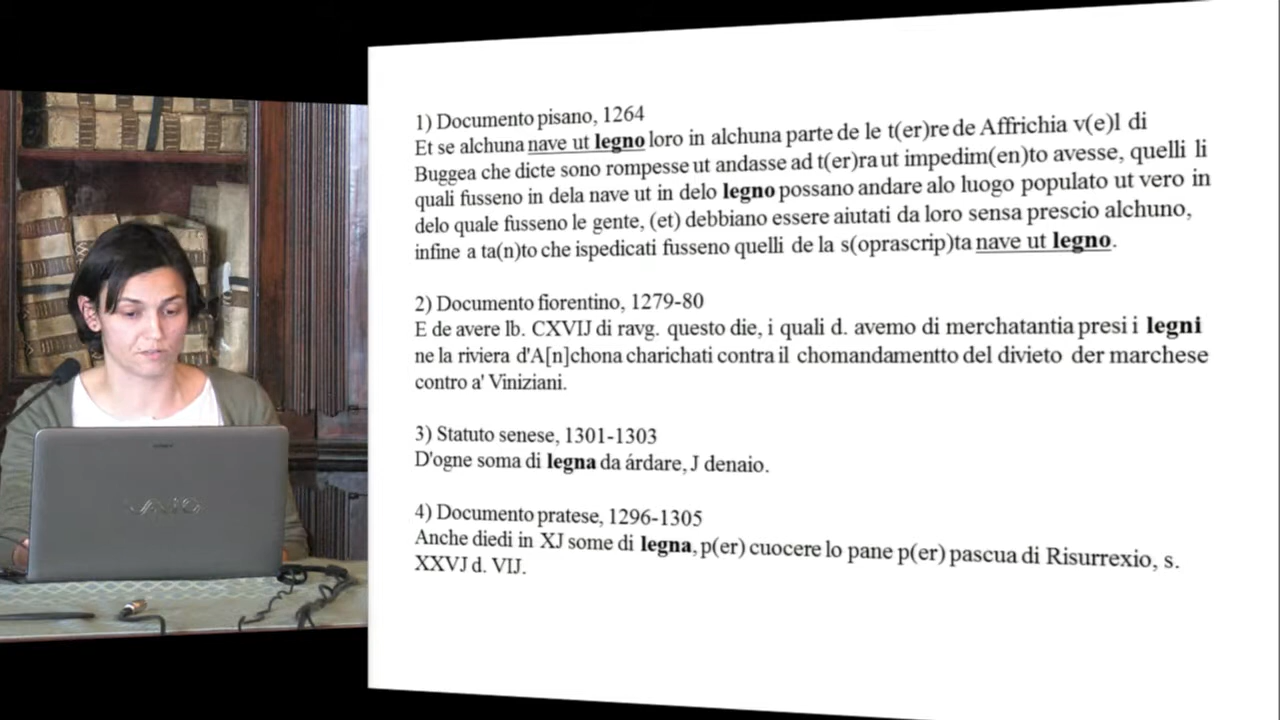 1) Documento pisano, 1264
Et se alchuna nave ut legno loro in alchuna parte de le t(er)re de Affrichia v(e)l di
Buggea che dicte sono rompesse ut andasse ad t(er)ra ut impedim(en)to avesse, quelli li
quali fusseno in dela nave ut in delo legno possano andare alo luogo populato ut vero in
delo quale fusseno le gente, (et) debbiano essere aiutati da loro sensa prescio alchuno,
infine a ta(n)to che ispedicati fusseno quelli de la s(oprascrip)ta nave ut legno.
2) Documento fiorentino, 1279-80
E de avere lb. CXVIJ di ravg. questo die, i quali d. avemo di merchatantia presi i legni
ne la riviera d'A[n]chona charichati contra il chomandamentto del divieto der marchese
contro a' Viniziani.
3) Statuto senese, 1301-1303
D'ogne soma di legna da árdare, J denaio.
4) Documento pratese, 1296-1305
Anche diedi in XJ some di legna, p(er) cuocere lo pane p(er) pascua di Risurrexio, s.
XXVJ d. VIJ.
VAIO